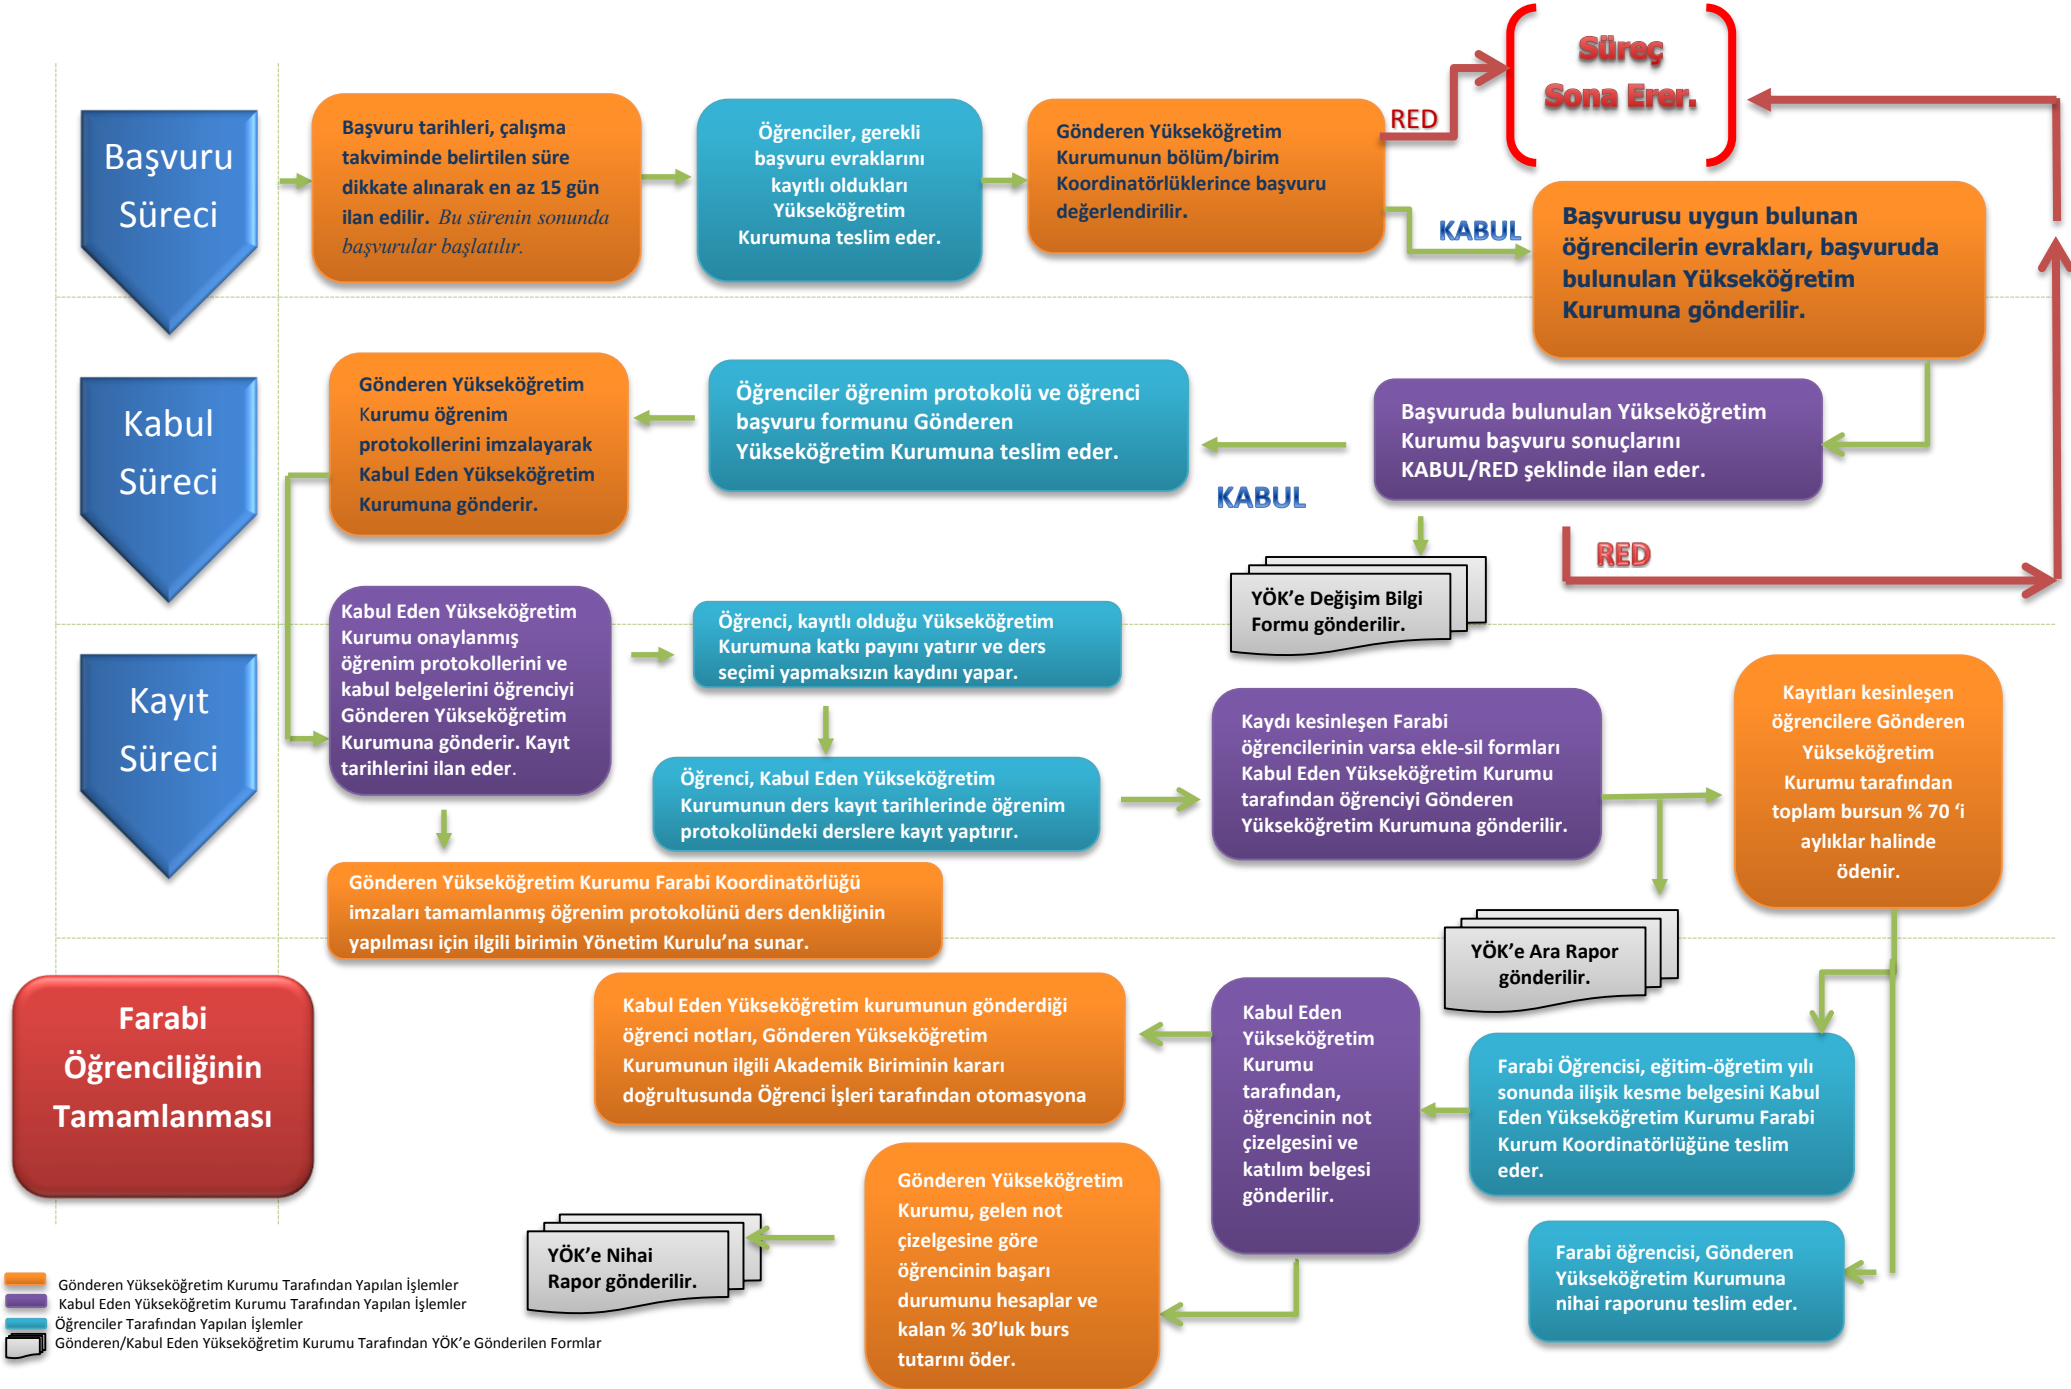 Süreç
Sona Erer.
Başvuru
Süreci
Başvuru tarihleri, çalışma
takviminde belirtilen süre
dikkate alınarak en az 15 gün
ilan edilir. Bu sürenin sonunda
başvurular başlatılır.
Öğrenciler, gerekli
başvuru evraklarını
kayıtlı oldukları
Yükseköğretim
Kurumuna teslim eder.
Gönderen Yükseköğretim
Kurumunun bölüm/birim
Koordinatörlüklerince başvuru
değerlendirilir.
RED
KABUL
Başvurusu uygun bulunan
öğrencilerin evrakları, başvuruda
bulunulan Yükseköğretim
Kurumuna gönderilir.
Kabul
Süreci
Gönderen Yükseköğretim
Kurumu öğrenim
protokollerini imzalayarak
Kabul Eden Yükseköğretim
Kurumuna gönderir.
Öğrenciler öğrenim protokolü ve öğrenci
başvuru formunu Gönderen
Yükseköğretim Kurumuna teslim eder.
KABUL
Başvuruda bulunulan Yükseköğretim
Kurumu başvuru sonuçlarını
KABUL/RED şeklinde ilan eder.
RED
YÖK’e Değişim Bilgi
Formu gönderilir.
Kayıt
Süreci
Kabul Eden Yükseköğretim
Kurumu onaylanmış
öğrenim protokollerini ve
kabul belgelerini öğrenciyi
Gönderen Yükseköğretim
Kurumuna gönderir. Kayıt
tarihlerini ilan eder.
Öğrenci, kayıtlı olduğu Yükseköğretim
Kurumuna katkı payını yatırır ve ders
seçimi yapmaksızın kaydını yapar.
Öğrenci, Kabul Eden Yükseköğretim
Kurumunun ders kayıt tarihlerinde öğrenim
protokolündeki derslere kayıt yaptırır.
Kaydı kesinleşen Farabi
öğrencilerinin varsa ekle-sil formları
Kabul Eden Yükseköğretim Kurumu
tarafından öğrenciyi Gönderen
Yükseköğretim Kurumuna gönderilir.
Kayıtları kesinleşen
öğrencilere Gönderen
Yükseköğretim
Kurumu tarafından
toplam bursun % 70 ‘i
aylıklar halinde
ödenir.
Gönderen Yükseköğretim Kurumu Farabi Koordinatörlüğü
imzaları tamamlanmış öğrenim protokolünü ders denkliğinin
yapılması için ilgili birimin Yönetim Kurulu’na sunar.
YÖK’e Ara Rapor
gönderilir.
Farabi
Öğrenciliğinin
Tamamlanması
Kabul Eden Yükseköğretim kurumunun gönderdiği
öğrenci notları, Gönderen Yükseköğretim
Kurumunun ilgili Akademik Biriminin kararı
doğrultusunda Öğrenci İşleri tarafından otomasyona
Kabul Eden
Yükseköğretim
Kurumu
tarafından,
öğrencinin not
çizelgesini ve
katılım belgesi
gönderilir.
Farabi Öğrencisi, eğitim-öğretim yılı
sonunda ilişik kesme belgesini Kabul
Eden Yükseköğretim Kurumu Farabi
Kurum Koordinatörlüğüne teslim
eder.
Farabi öğrencisi, Gönderen
Yükseköğretim Kurumuna
nihai raporunu teslim eder.
Gönderen Yükseköğretim
Kurumu, gelen not
çizelgesine göre
öğrencinin başarı
durumunu hesaplar ve
kalan % 30’luk burs
tutarını öder.
YÖK’e Nihai
Rapor gönderilir.
Gönderen Yükseköğretim Kurumu Tarafından Yapılan İşlemler
Kabul Eden Yükseköğretim Kurumu Tarafından Yapılan İşlemler
Öğrenciler Tarafından Yapılan İşlemler
Gönderen/Kabul Eden Yükseköğretim Kurumu Tarafından YÖK’e Gönderilen Formlar